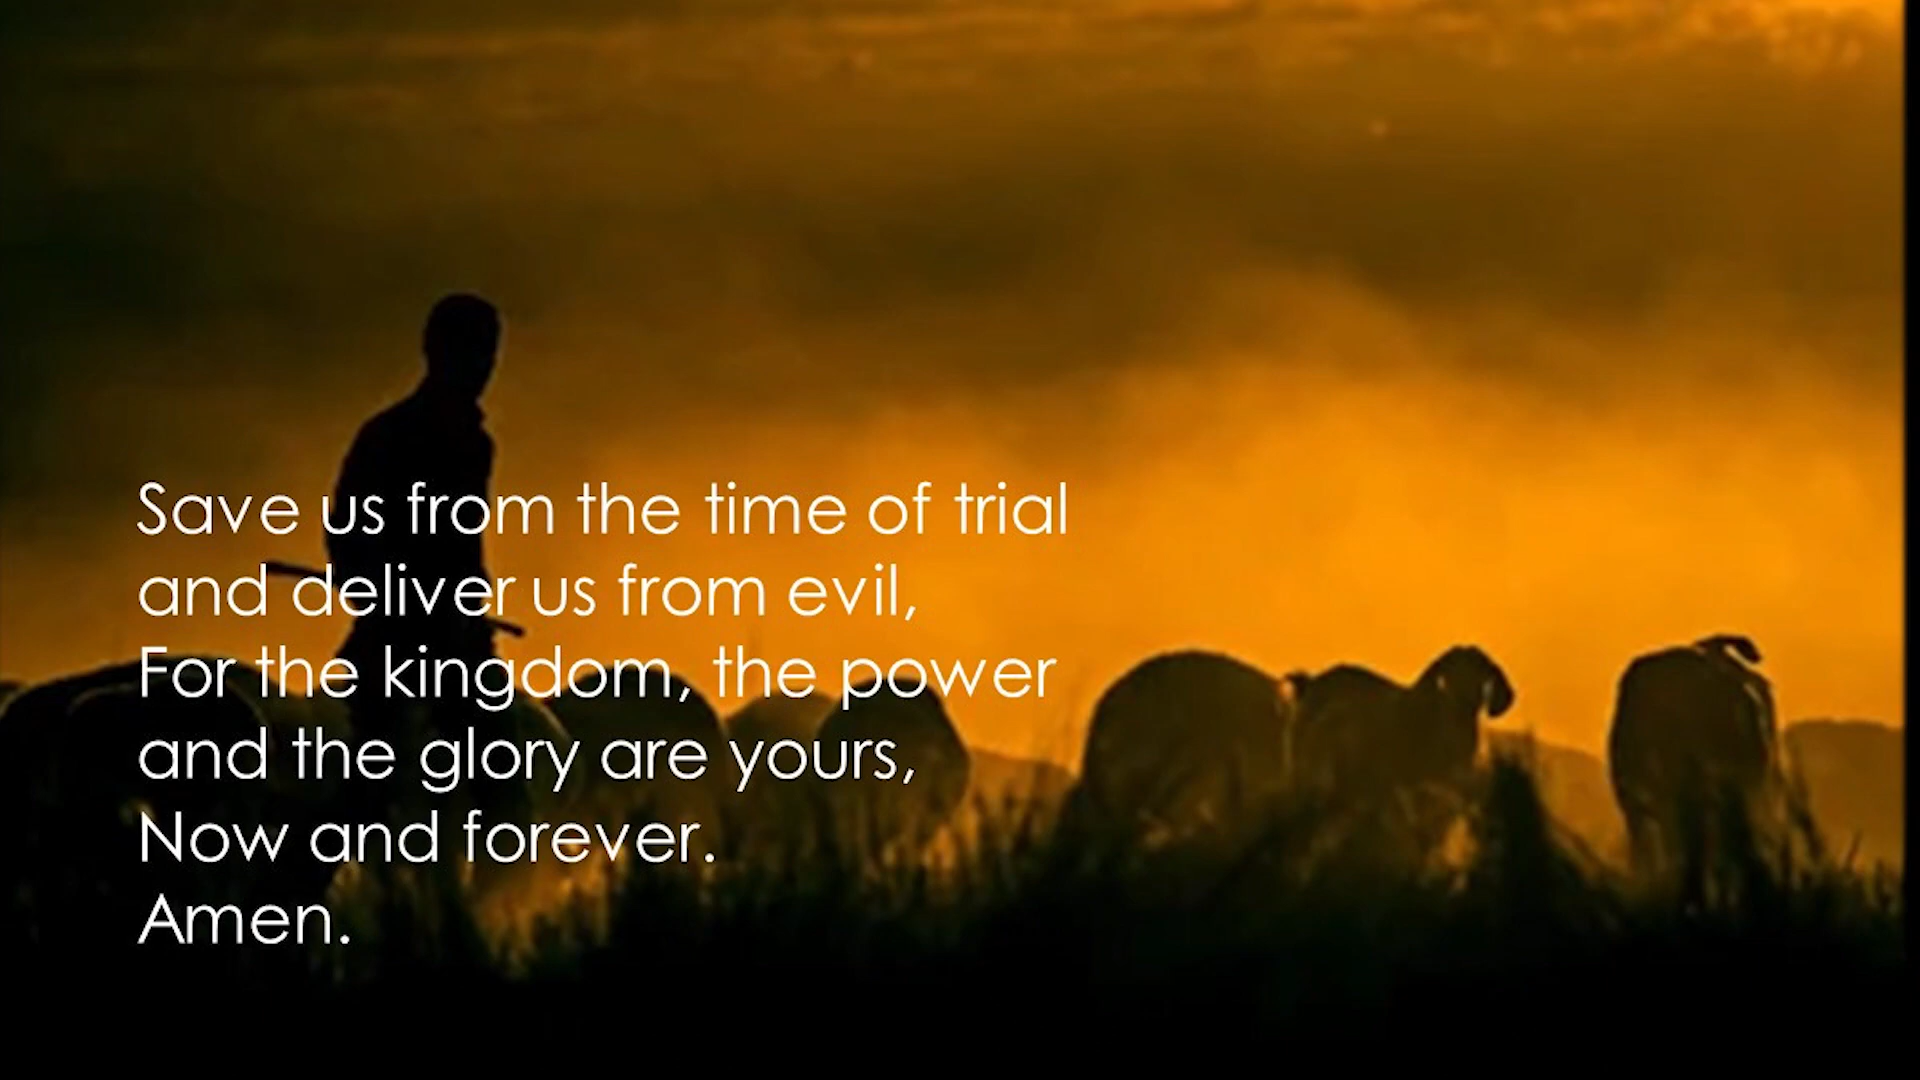 Save us from the time of trial
and deliver us from evil,
For the kingdom, the power
and the glory are yours,
Now and forever.
Amen.